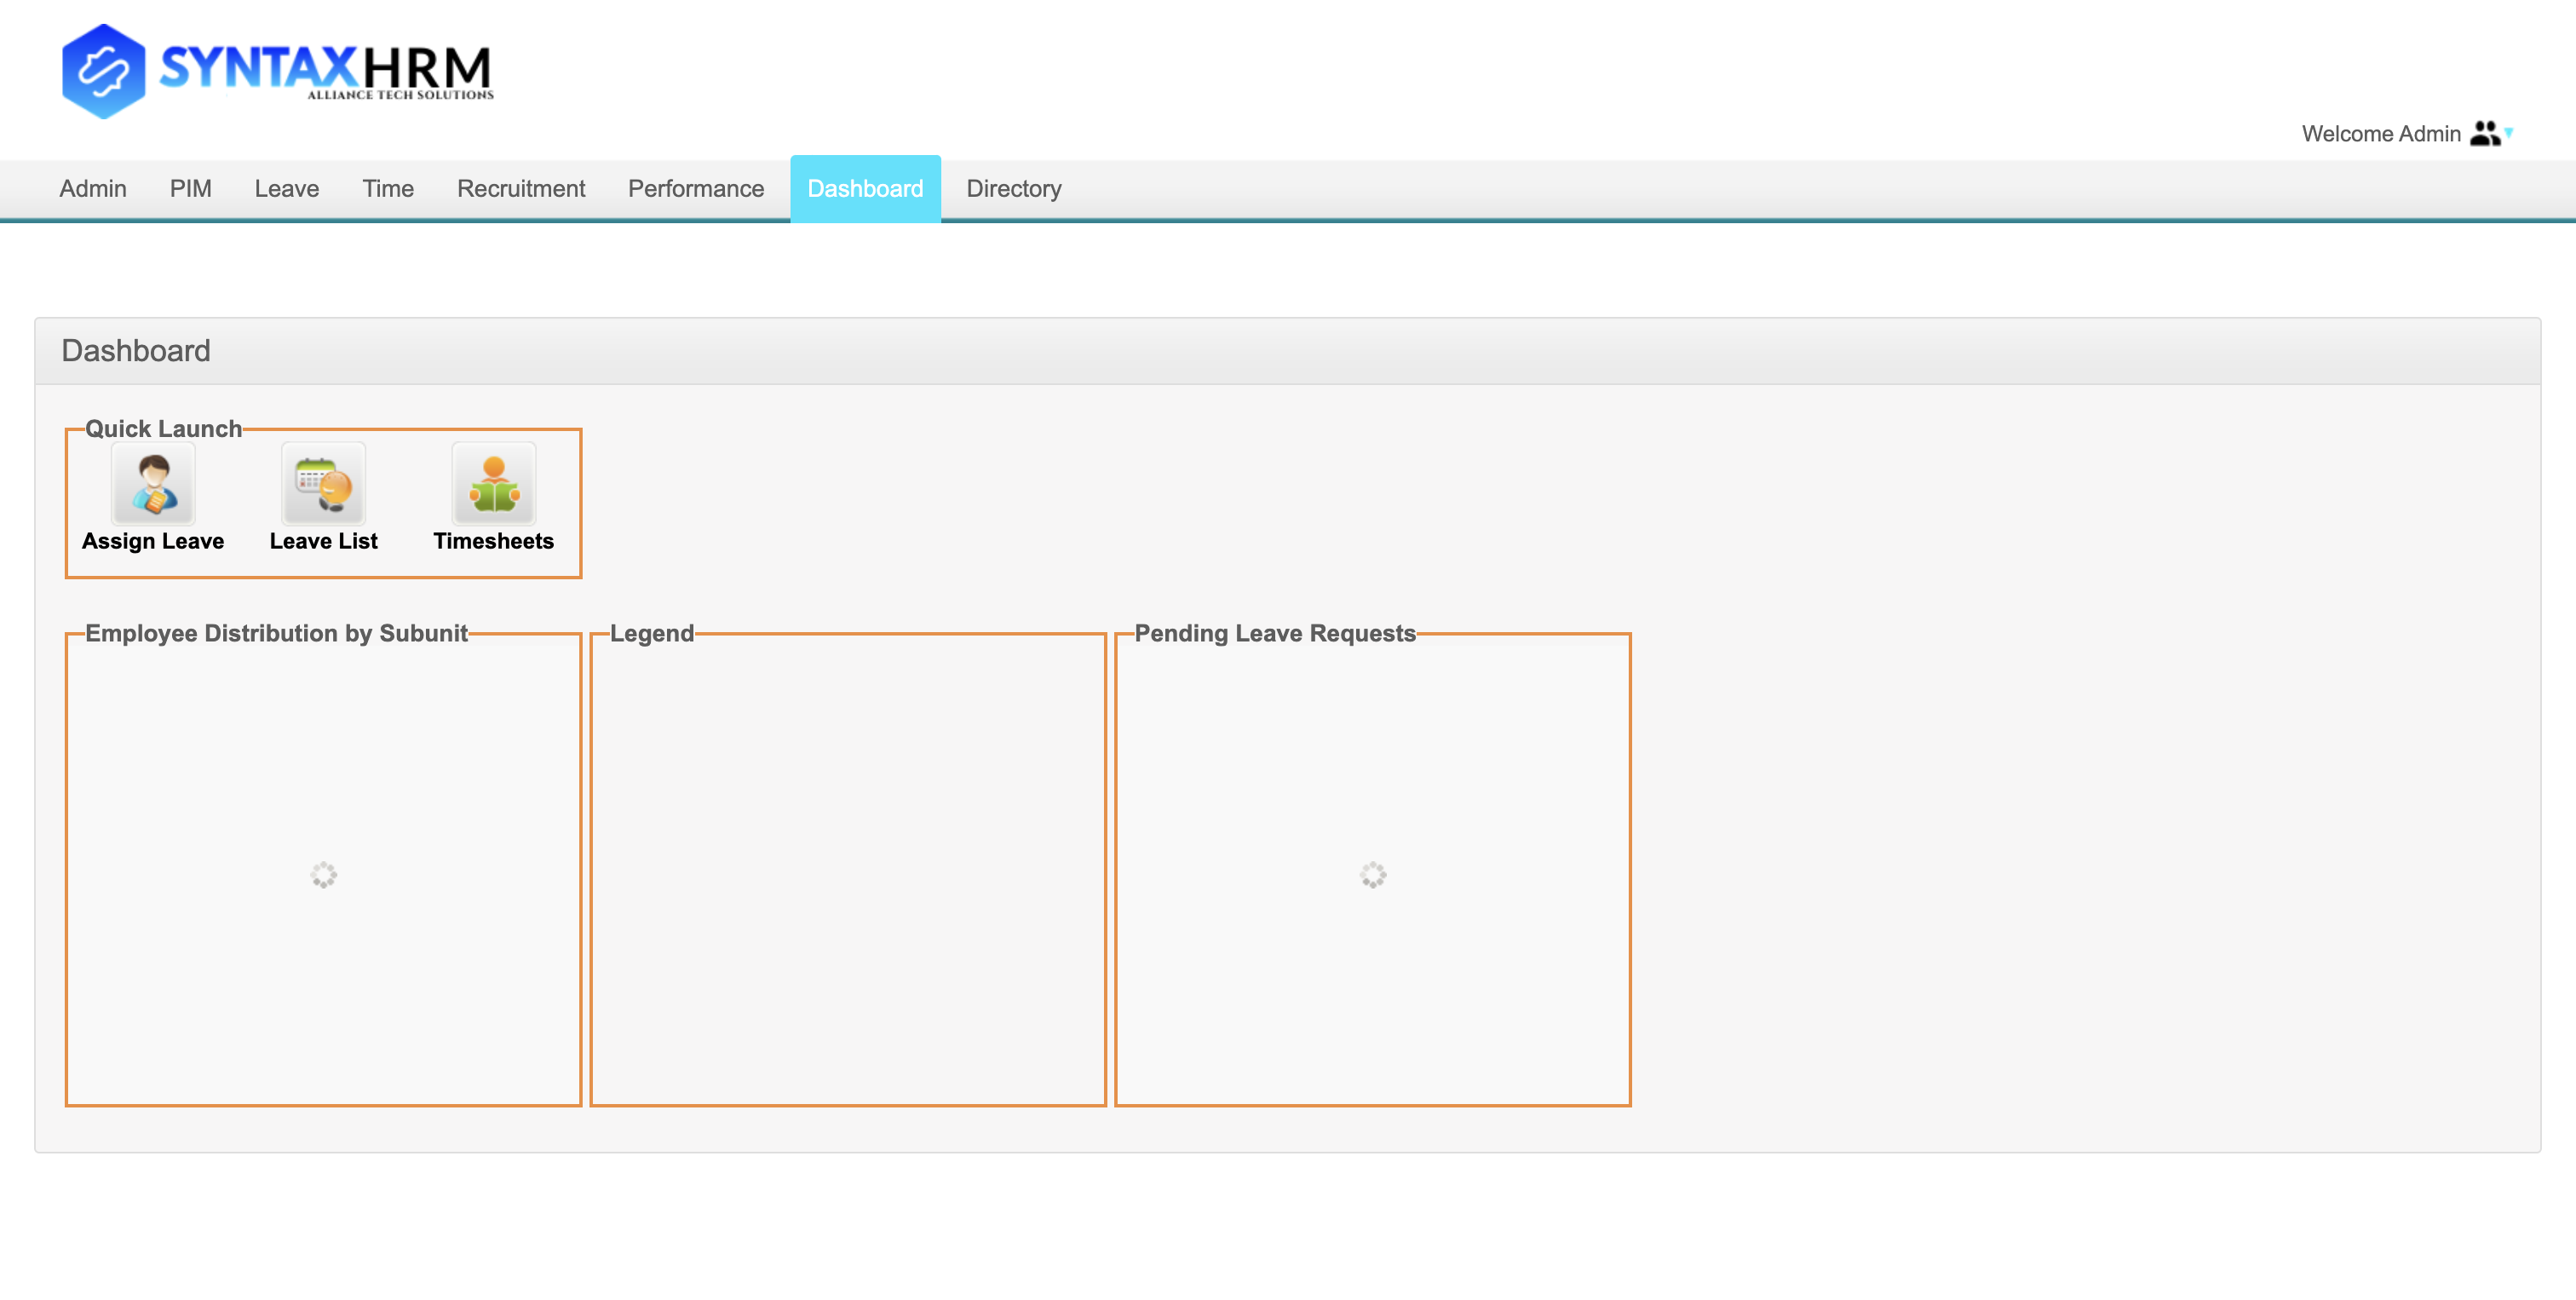 SYNTAXHRM
ALLIANCE TECH SOLUTIONS
Welcome Admin
Admin PIM Leave Time Recruitment Performance Dashboard Directory
Dashboard
Quick Launch
Assign Leave Leave List Timesheets
Employee Distribution by Subunit Legend Pending Leave Requests